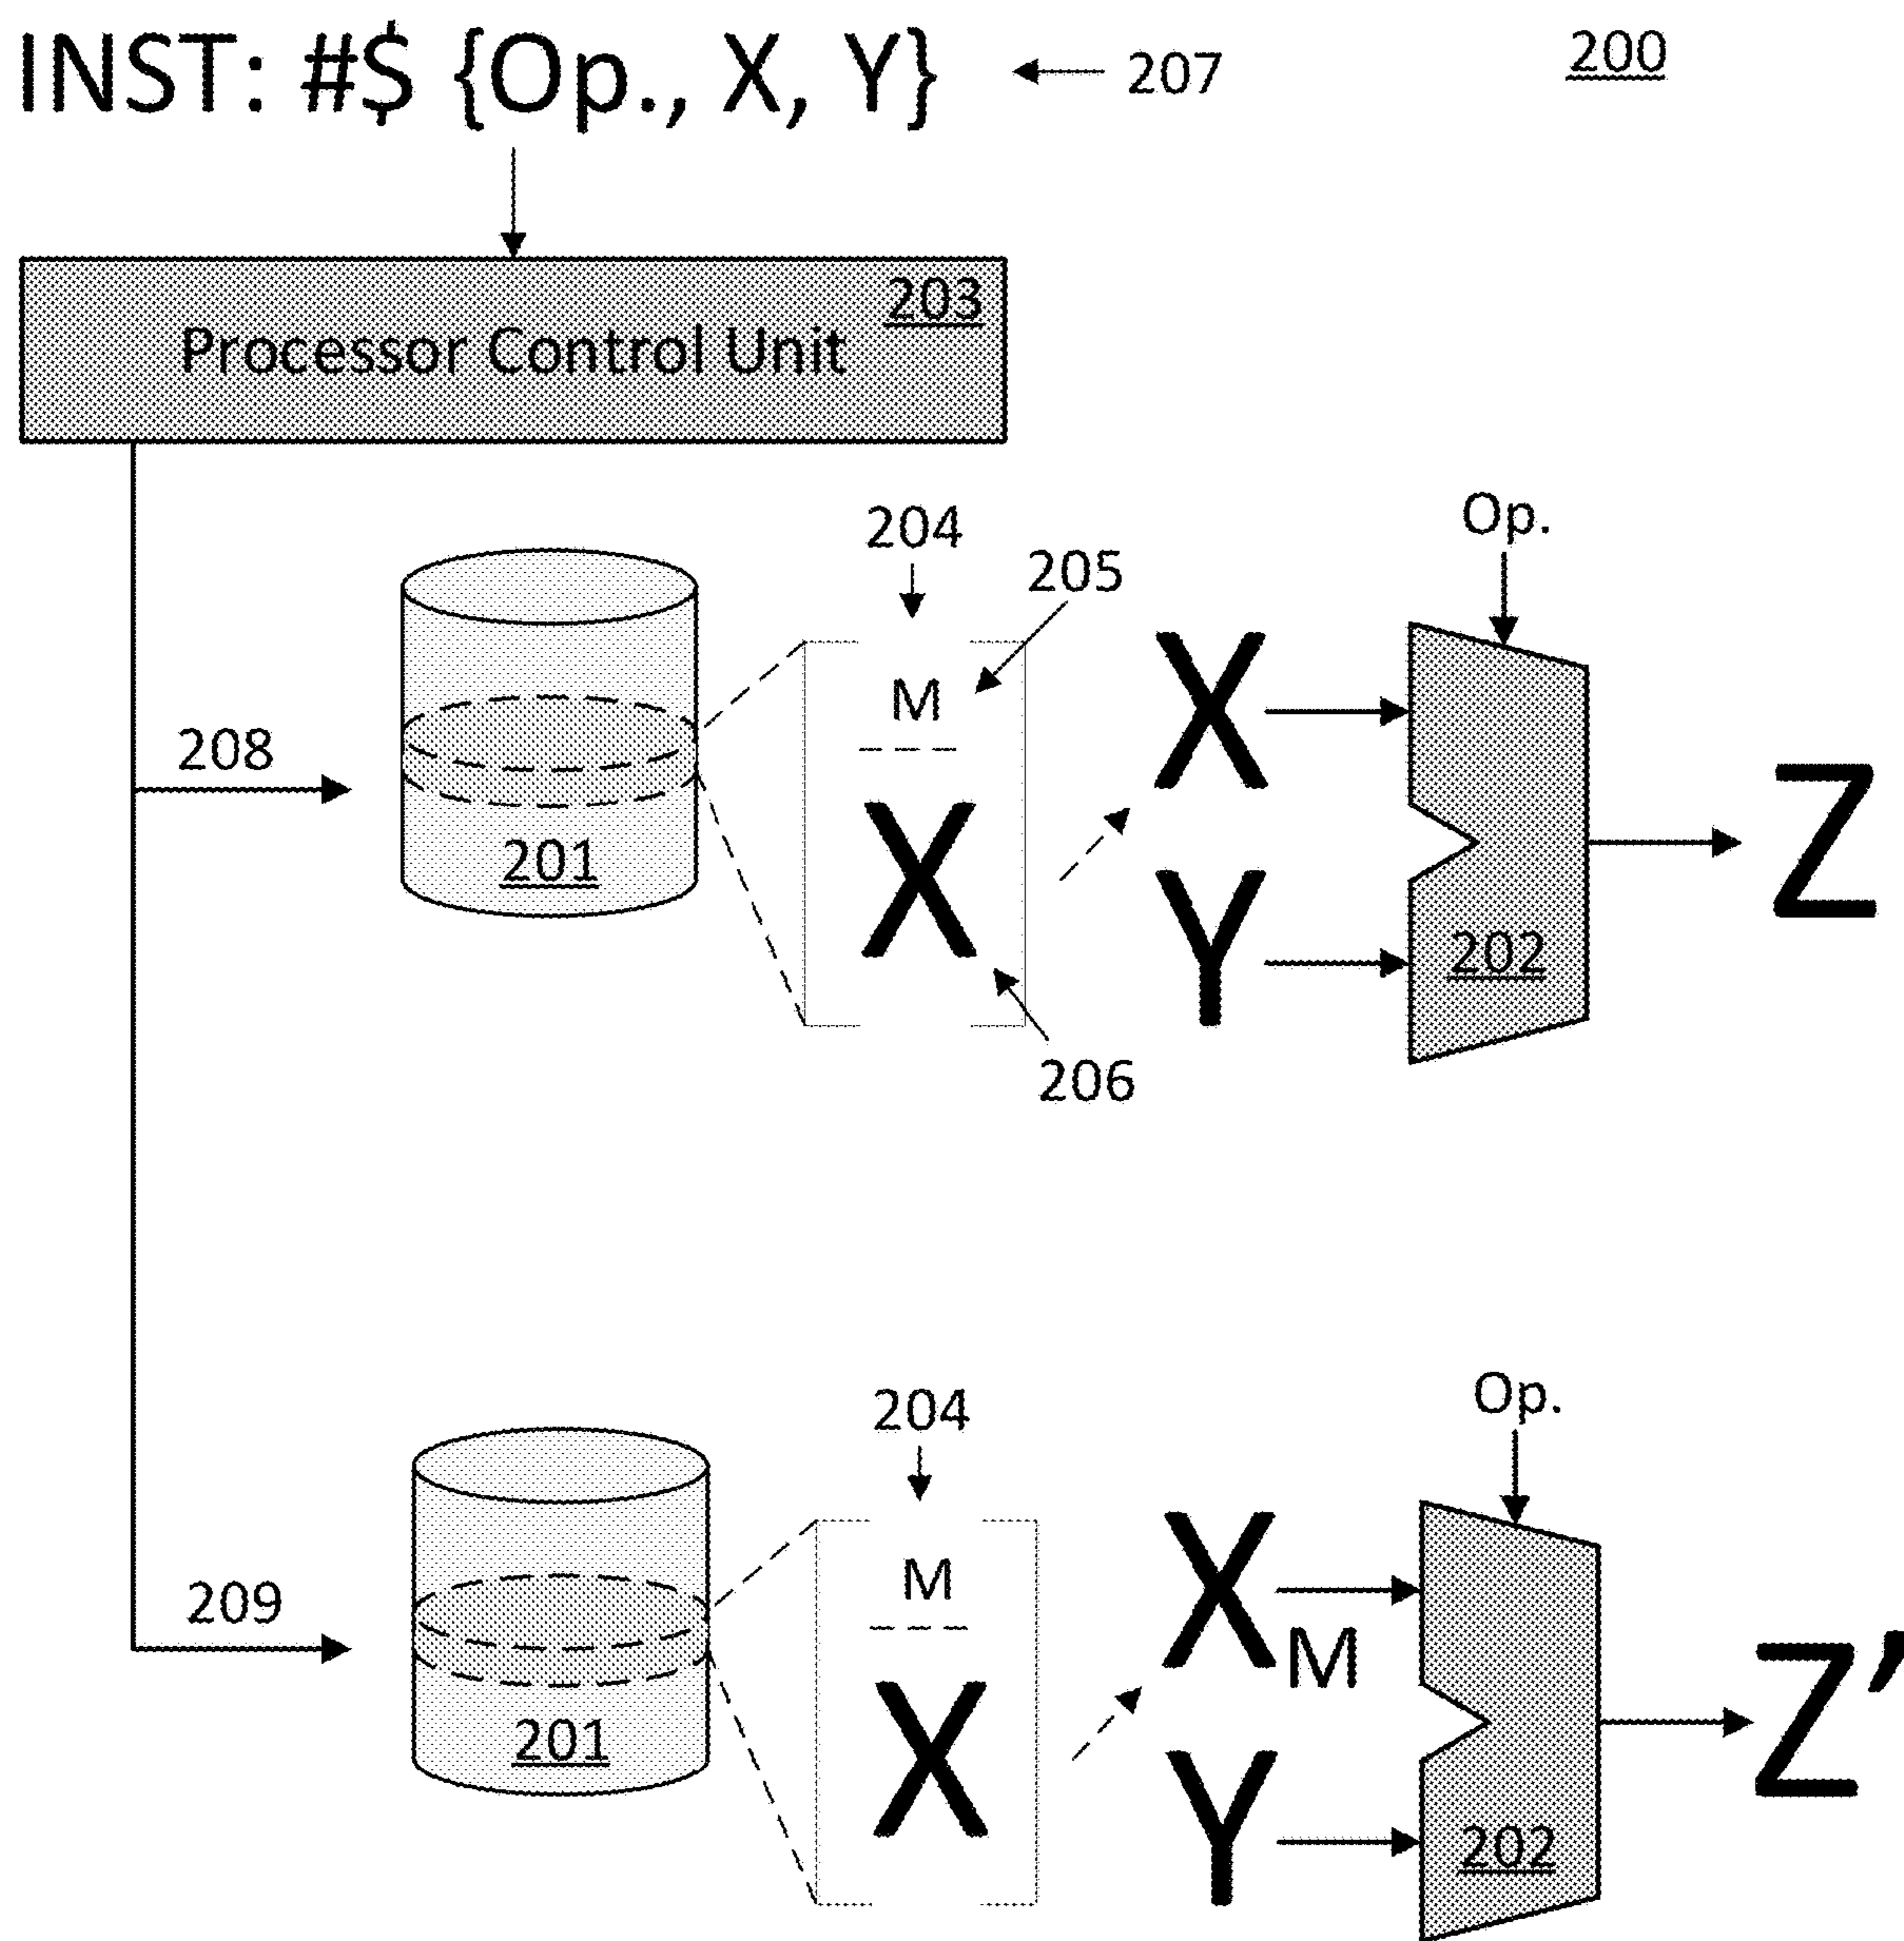 INST: #$ {Op., X, Y} 207 200
203
Processor Control Unit
204 Op.
205
M
X
208
X
201
Z
Y
202
206
204 Op.
M
X
209
M
X
201
Z’
Y
202